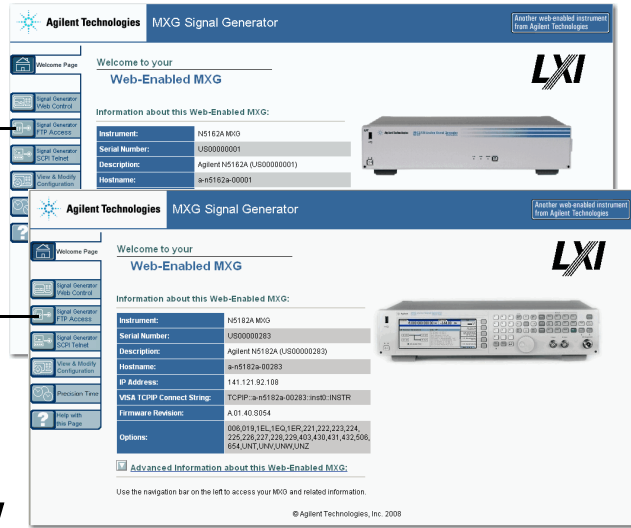 Agilent Technologies
MXG Signal Generator
Another web-enabled instrument
from Agilent Technologies
Welcome Page
Signal Generator
Web Control
Signal Generator
FTP Access
Signal Generator
SCPI Telnet
View & Modify
Configuration
Welcome to your
Web-Enabled MXG
LXI
Information about this Web-Enabled MXG:
Instrument: N5162A MXG
Serial Number: US00000001
Description: Agilent N5162A (US00000001)
Hostname: a-n5162a-00001
Agilent Technologies
MXG Signal Generator
Another web-enabled instrument
from Agilent Technologies
Welcome Page
Signal Generator
Web Control
Signal Generator
FTP Access
Signal Generator
SCPI Telnet
View & Modify
Configuration
Precision Time
Help with
this Page
Welcome to your
Web-Enabled MXG
LXI
Information about this Web-Enabled MXG:
Instrument: N5182A MXG
Serial Number: US00000283
Description: Agilent N5182A (US00000283)
Hostname: a-n5182a-00283
IP Address: 141.121.92.108
VISA TCPIP Connect String: TCPIP::a-n5182a-00283::inst0::INSTR
Firmware Revision: A.01.40.S054
Options: 006,019,1EL,1EQ,1ER,221,222,223,224,
225,226,227,228,229,403,430,431,432,506,
654,UNT,UNV,UNW,UNZ
Advanced Information about this Web-Enabled MXG:
Use the navigation bar on the left to access your MXG and related information.
© Agilent Technologies, Inc. 2008